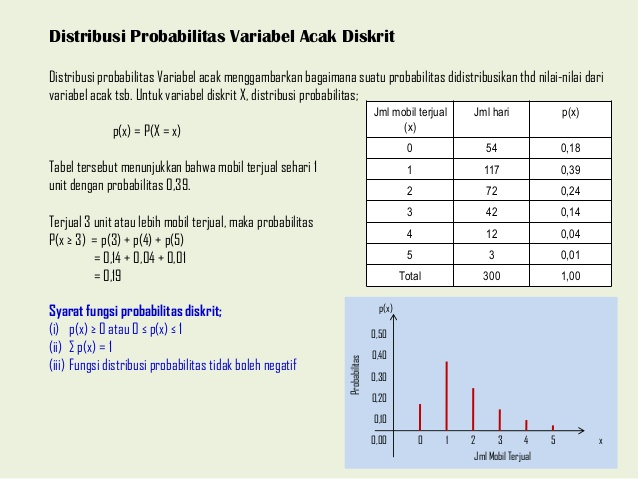 Distribusi Probabilitas Variabel Acak Diskrit
Distribusi probabilitas Variabel acak menggambarkan bagaimana suatu probabilitas didistribusikan thd nilai-nilai dari
variabel acak tsb. Untuk variabel diskrit X, distribusi probabilitas;
p(x) = P(X = x)
Tabel tersebut menunjukkan bahwa mobil terjual sehari 1
unit dengan probabilitas 0,39.
Terjual 3 unit atau lebih mobil terjual, maka probabilitas
P(x ≥ 3) = p(3) + p(4) + p(5)
= 0,14 + 0,04 + 0,01
= 0,19
Syarat fungsi probabilitas diskrit;
(i) p(x) ≥ 0 atau 0 ≤ p(x) ≤ 1
(ii) Σ p(x) = 1
(iii) Fungsi distribusi probabilitas tidak boleh negatif
Jml mobil terjual (x) Jml hari p(x)
0 54 0,18
1 117 0,39
2 72 0,24
3 42 0,14
4 12 0,04
5 3 0,01
Total 300 1,00
p(x)
0,50
0,40
0,30
0,20
0,10
0,00
Probabilitas
0 1 2 3 4 5 x
Jml Mobil Terjual